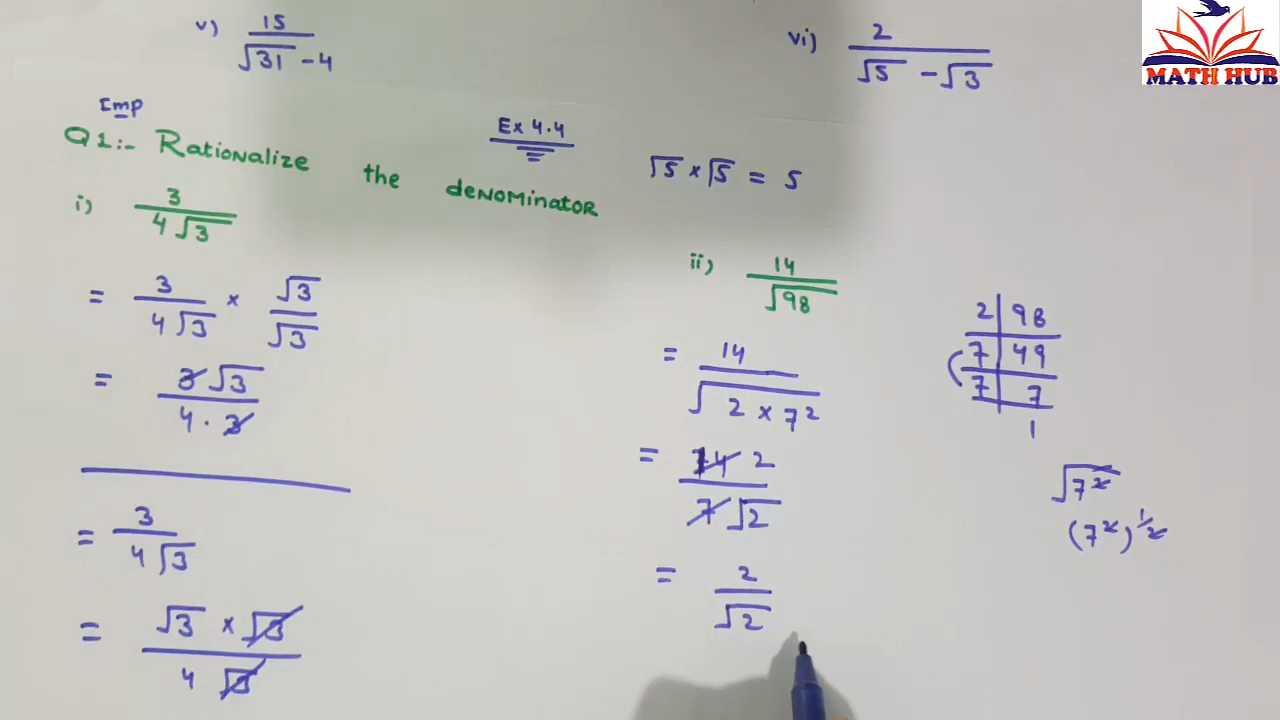 v) 15 / √31 - 4
vi) 2 / √5 - √3
MATH HUB
Imp
Ex 4.4
Q1:- Rationalize the denominator
√5 × √5 = 5
i) 3 / 4√3
= 3 / 4√3 × √3 / √3
= 3√3 / 4 . 3
= 3 / 4√3
= √3 × √3 / 4√3
ii) 14 / √98
= 14 / √2 × 7²
= 14 2 / 7√2
= 2 / √2
2 | 98
7 | 49
7 | 7
1
√7²
(7²)^1/2